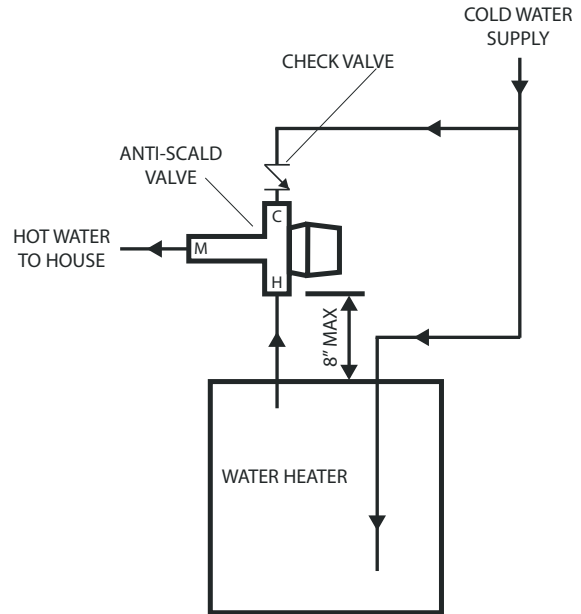 COLD WATER
SUPPLY
CHECK VALVE
ANTI-SCALD
VALVE
C
HOT WATER
TO HOUSE
M
H
8" MAX
WATER HEATER